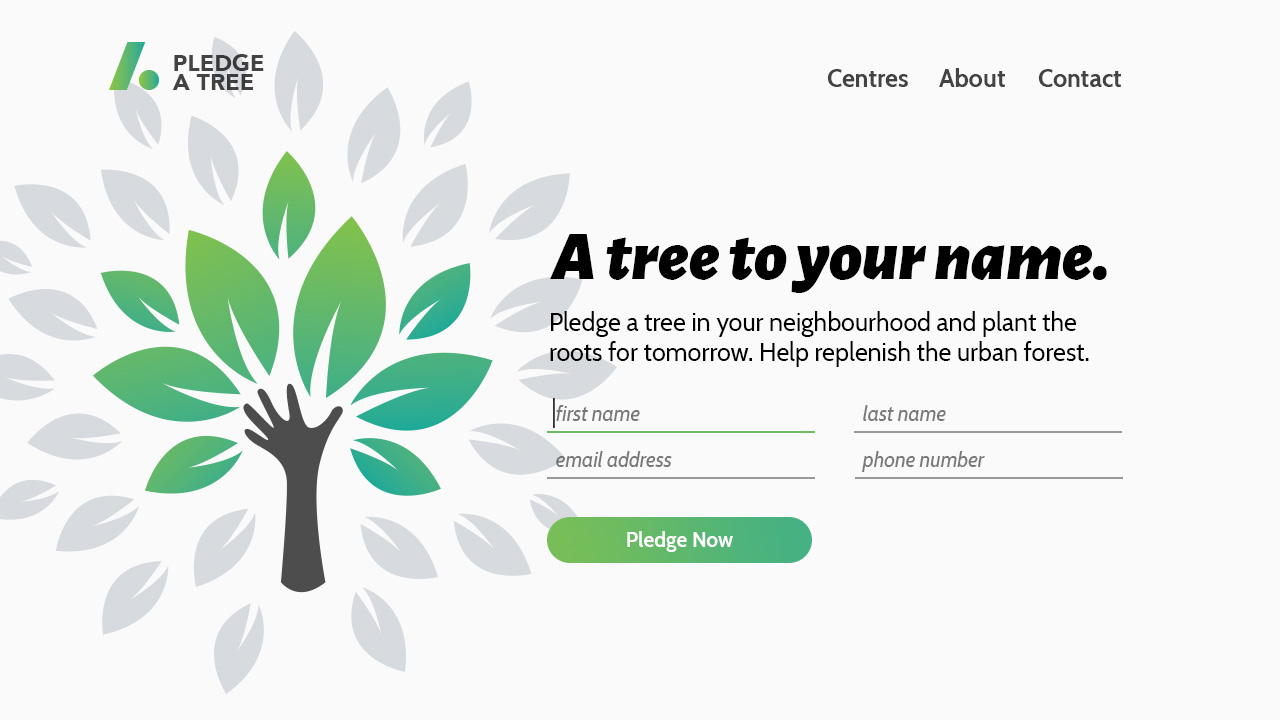 PLEDGE
A TREE
Centres About Contact
A tree to your name.
Pledge a tree in your neighbourhood and plant the
roots for tomorrow. Help replenish the urban forest.
first name last name
email address phone number
Pledge Now